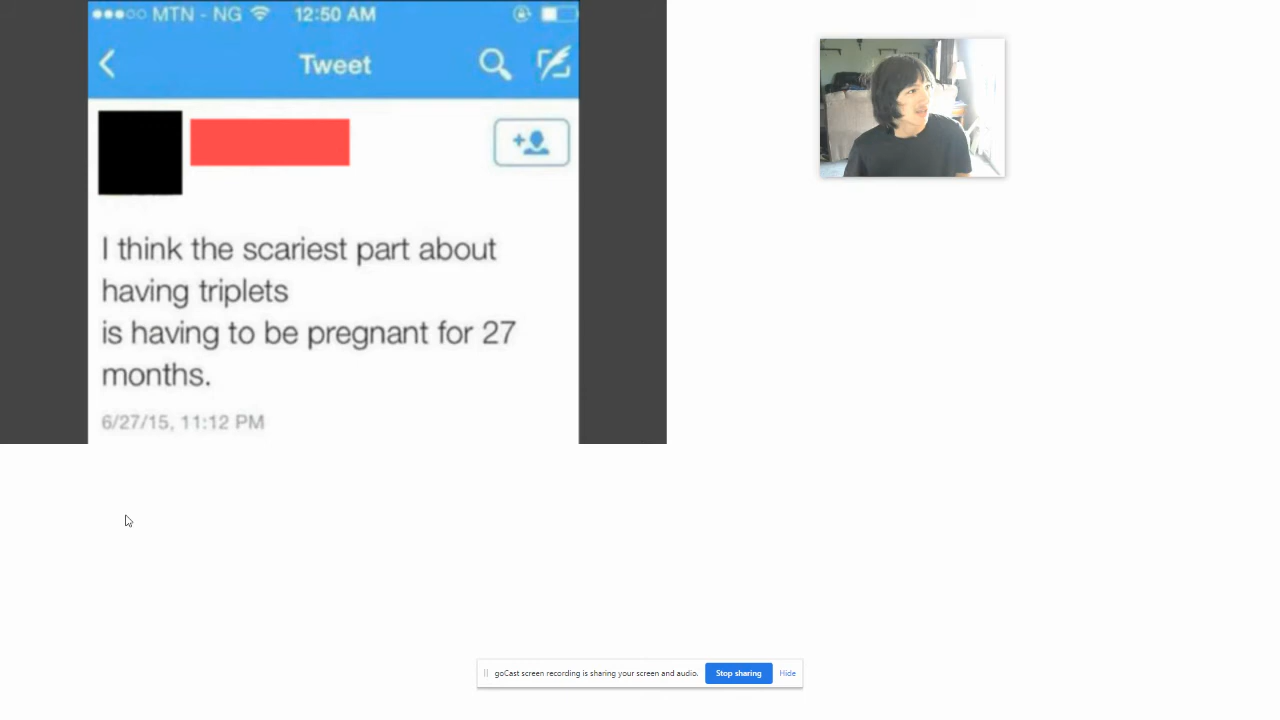 MTN - NG 12:50 AM
Tweet
I think the scariest part about
having triplets
is having to be pregnant for 27
months.
6/27/15, 11:12 PM
goCast screen recording is sharing your screen and audio. Stop sharing Hide